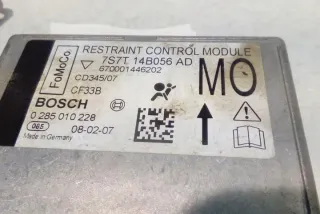 FoMoCo
RESTRAINT CONTROL MODULE
7S7T 14B056 AD
670001446202
CD345/07
CF33B
MO
BOSCH
0 285 010 228
065
08-02-07
Made in Germany